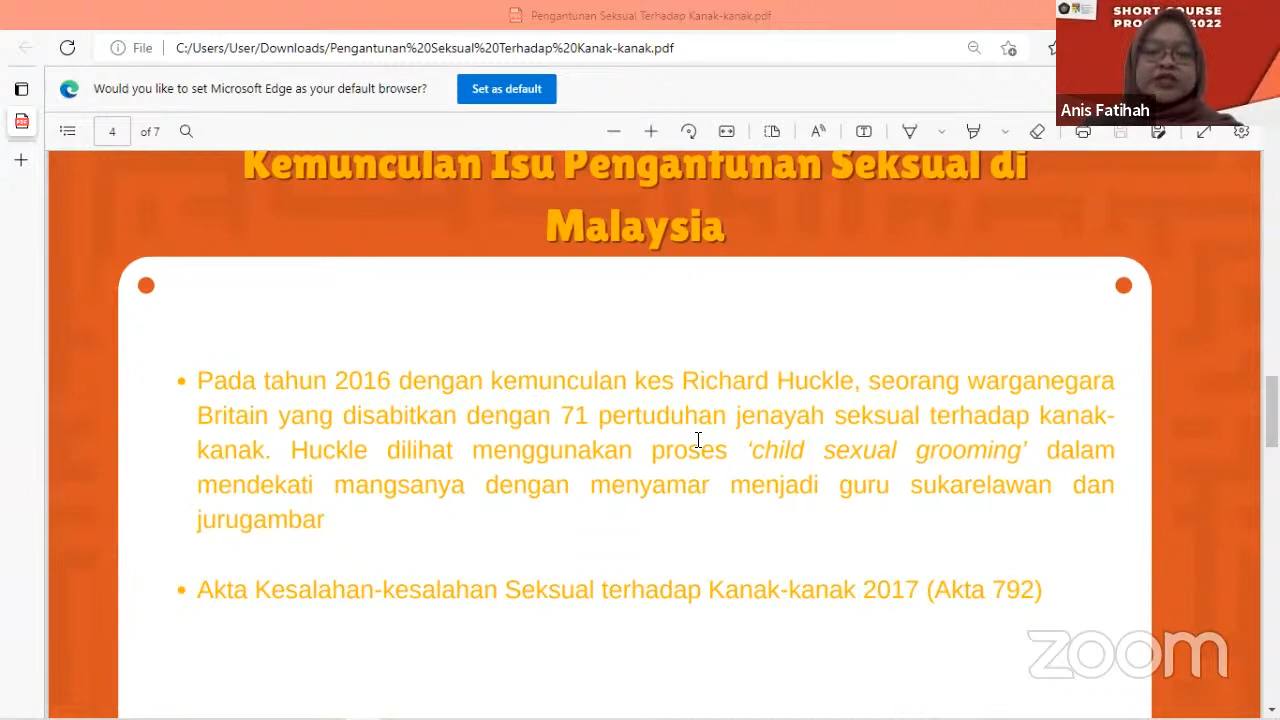 Pengantunan Seksual Terhadap Kanak-kanak.pdf
SHORT COURSE
File
C:/Users/User/Downloads/Pengantunan%20Seksual%20Terhadap%20Kanak-kanak.pdf
Would you like to set Microsoft Edge as your default browser?
Set as default
Anis Fatihah
4 of 7
Kemunculan Isu Pengantunan Seksual di
Malaysia
• Pada tahun 2016 dengan kemunculan kes Richard Huckle, seorang warganegara
Britain yang disabitkan dengan 71 pertuduhan jenayah seksual terhadap kanak-
kanak. Huckle dilihat menggunakan proses ‘child sexual grooming’ dalam
mendekati mangsanya dengan menyamar menjadi guru sukarelawan dan
jurugambar
• Akta Kesalahan-kesalahan Seksual terhadap Kanak-kanak 2017 (Akta 792)
zoom